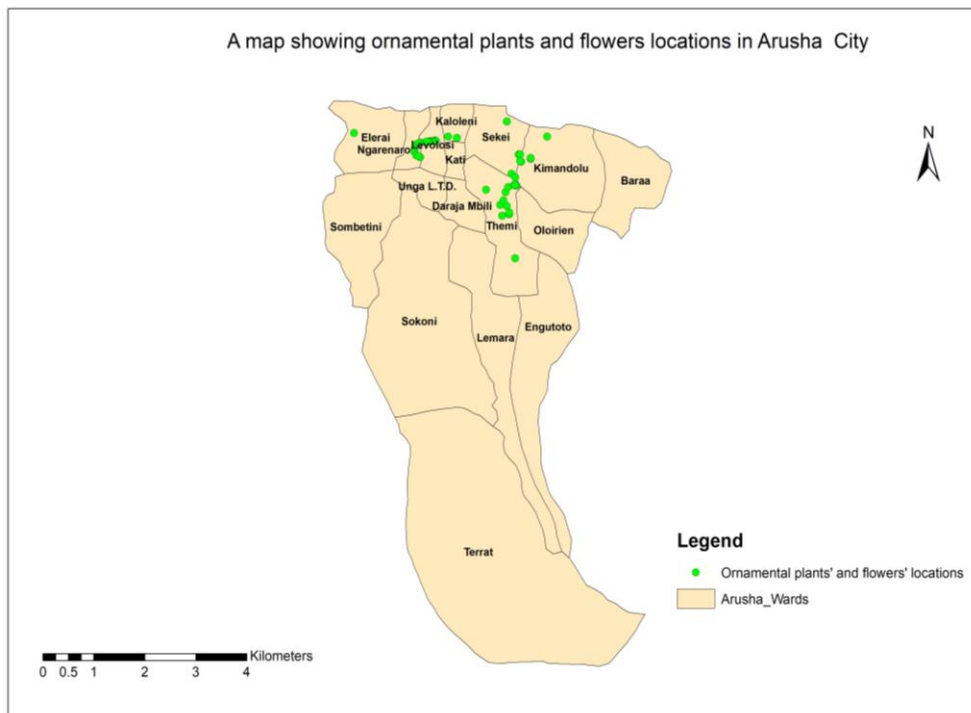 A map showing ornamental plants and flowers locations in Arusha City
N
Kaloleni
Elerai
Sekei
Levolosi
Ngarenaro
Kati
Kimandolu
Baraa
Unga L.T.D.
Daraja Mbili
Sombetini
Themi
Oloirien
Sokoni
Engutoto
Lemara
Terrat
Legend
Ornamental plants' and flowers' locations
Arusha_Wards
Kilometers
0 0.5 1 2 3 4